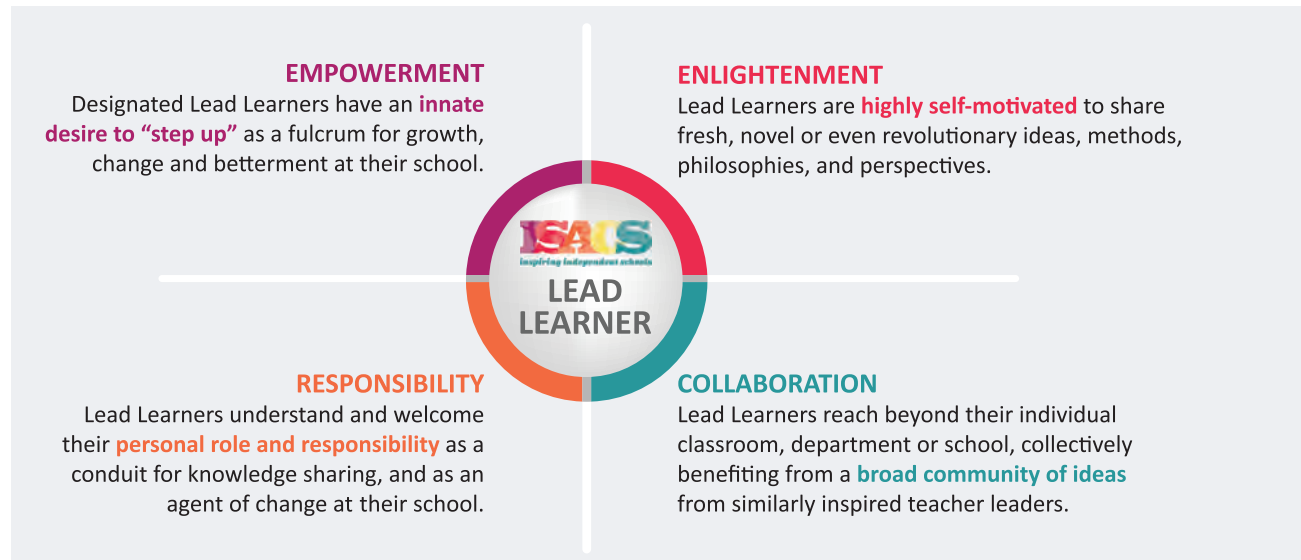 EMPOWERMENT
Designated Lead Learners have an innate
desire to “step up” as a fulcrum for growth,
change and betterment at their school.
ENLIGHTENMENT
Lead Learners are highly self-motivated to share
fresh, novel or even revolutionary ideas, methods,
philosophies, and perspectives.
ISACS
inspiring independent schools
LEAD
LEARNER
RESPONSIBILITY
Lead Learners understand and welcome
their personal role and responsibility as a
conduit for knowledge sharing, and as an
agent of change at their school.
COLLABORATION
Lead Learners reach beyond their individual
classroom, department or school, collectively
benefiting from a broad community of ideas
from similarly inspired teacher leaders.